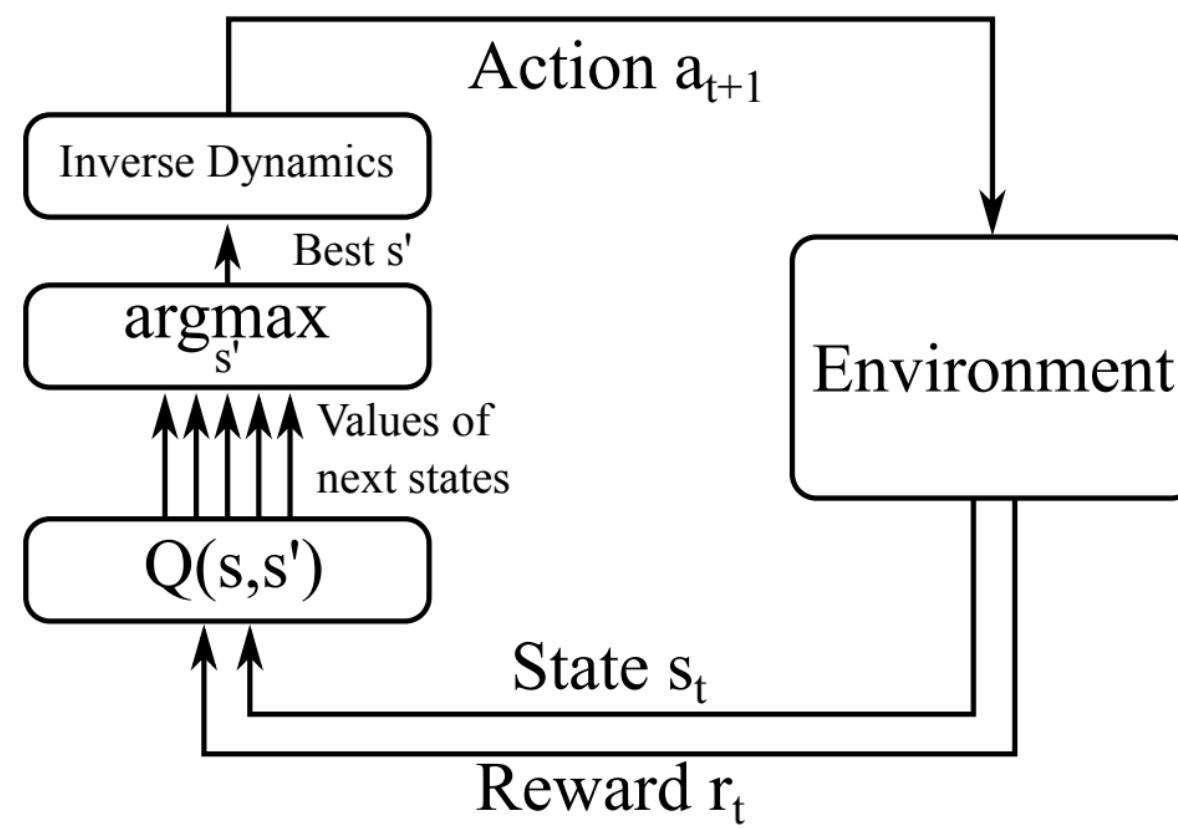 Action a_{t+1}
Inverse Dynamics
Best s'
argmax
s'
Values of
next states
Environment
Q(s,s')
State s_t
Reward r_t